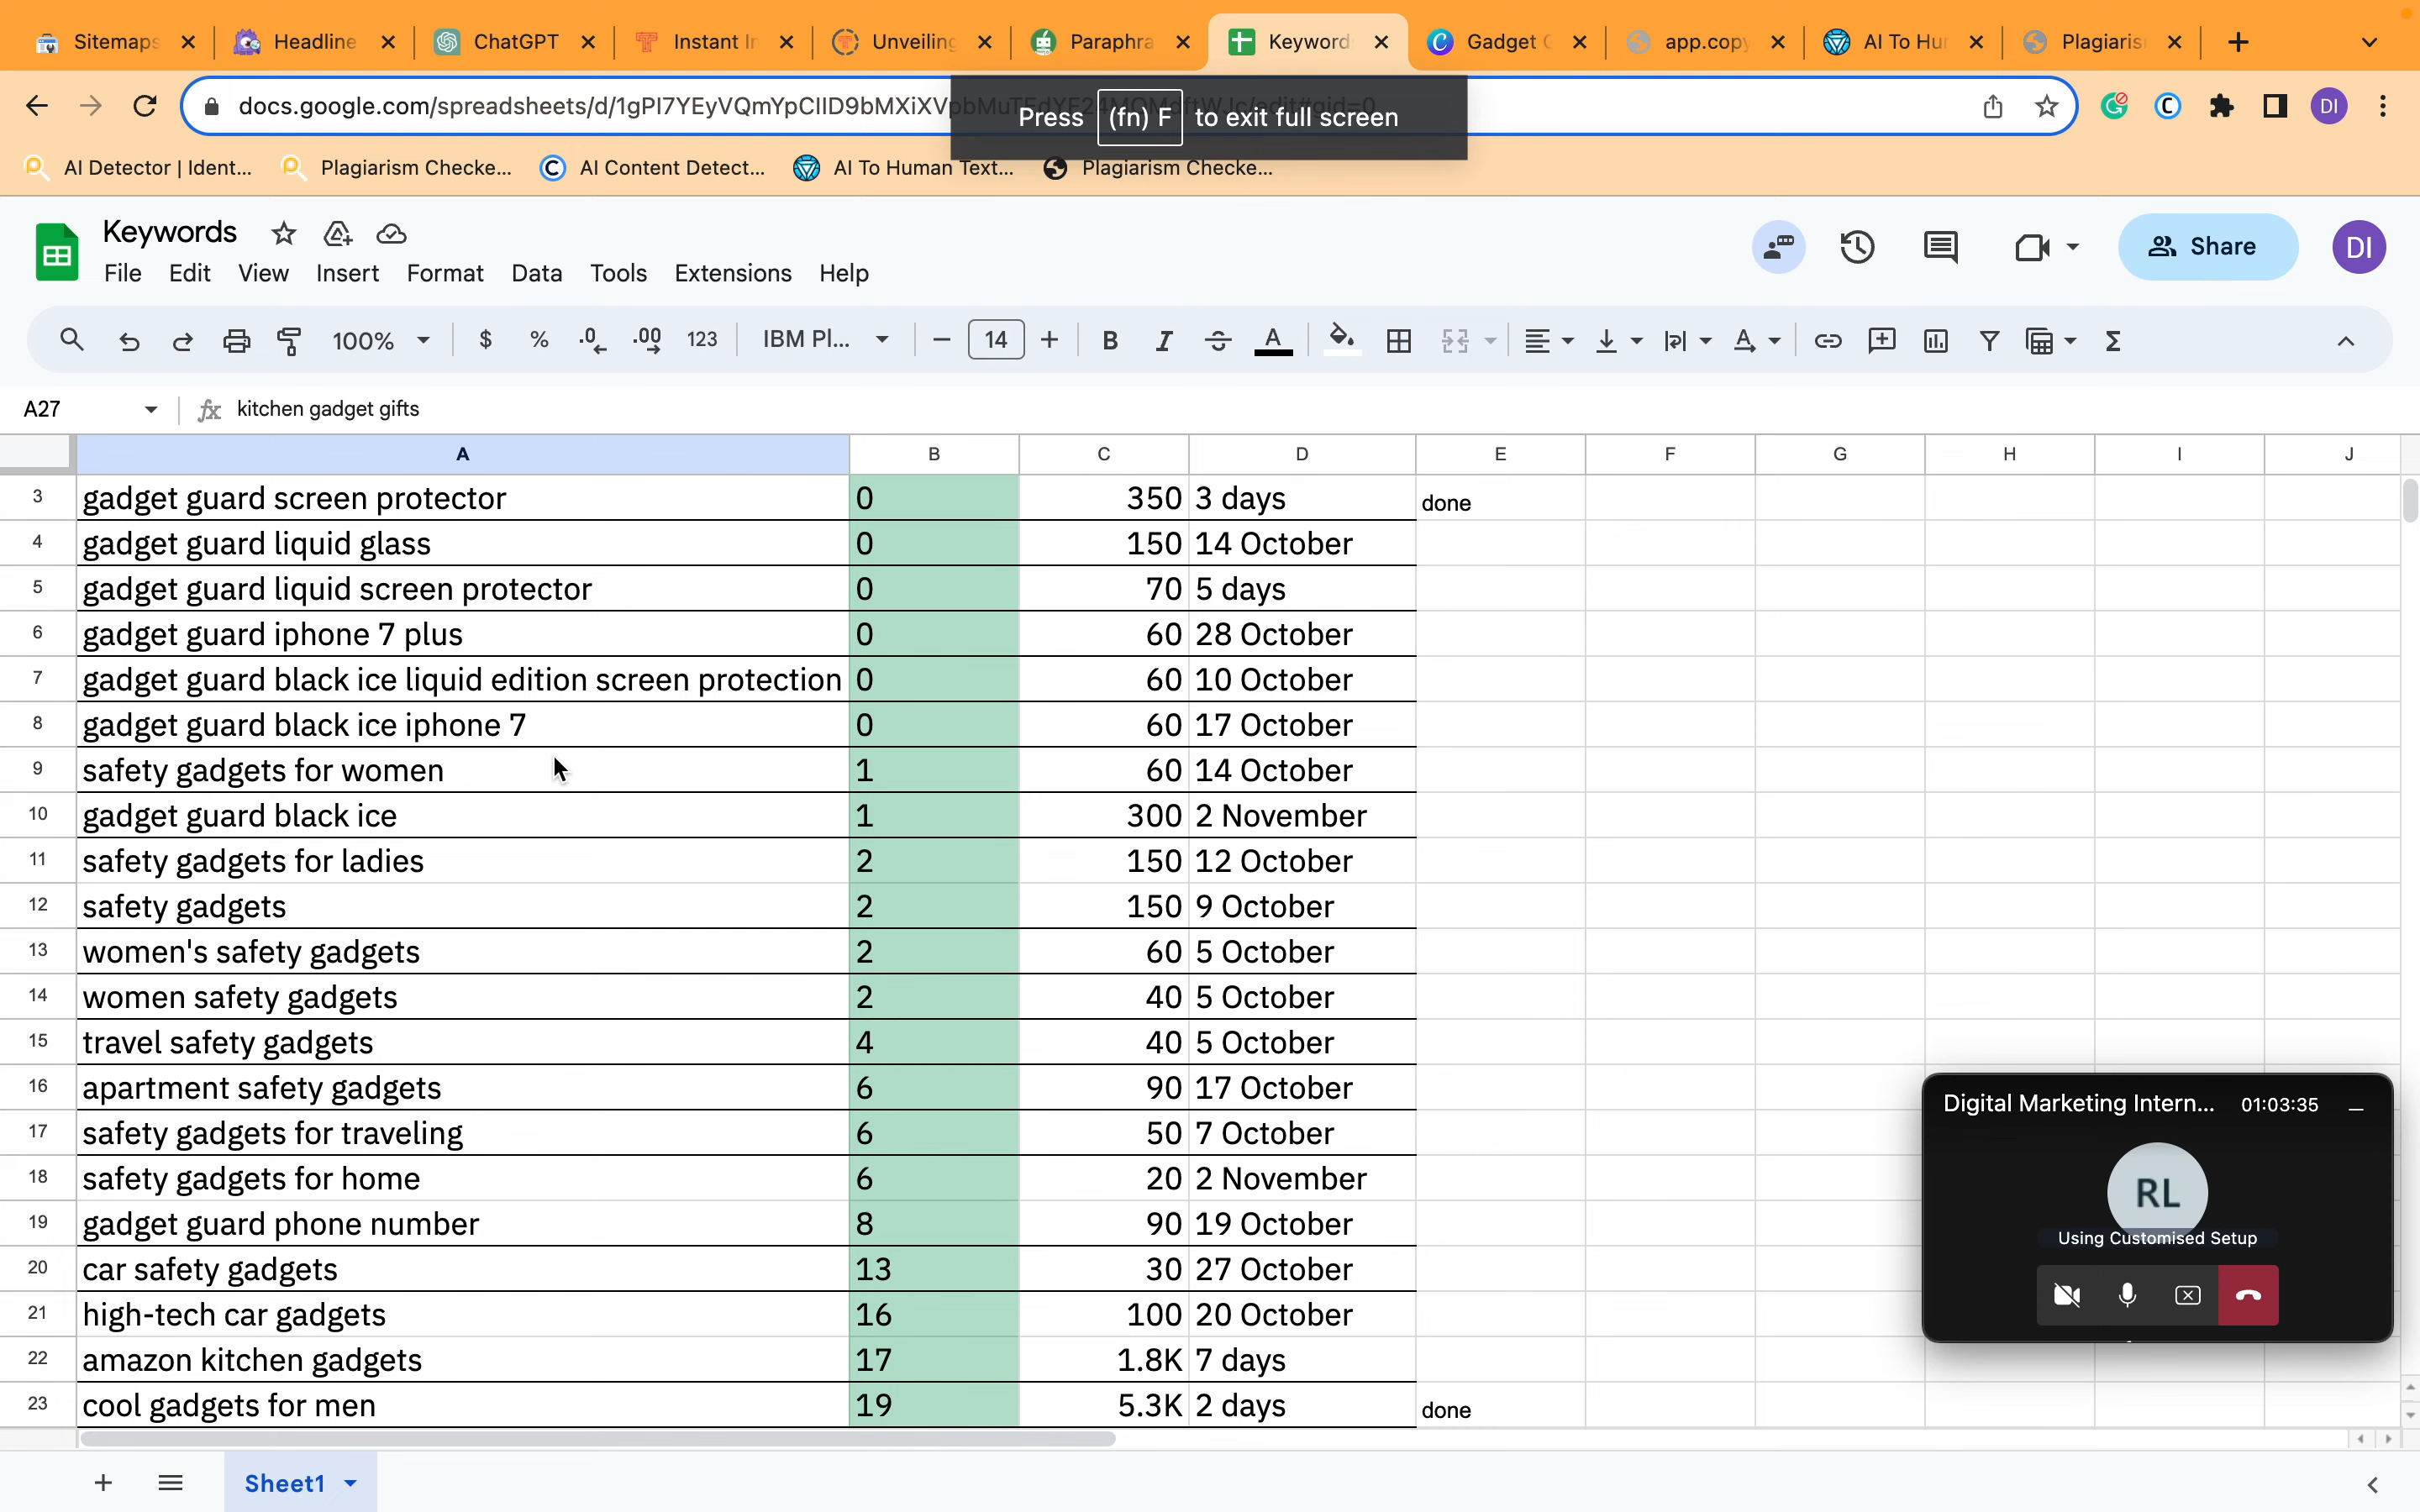 Sitemaps Headline ChatGPT Instant Ir Unveiling Paraphra Keyword Gadget app.copy AI To Hu Plagiaris
docs.google.com/spreadsheets/d/1gPI7YEyVQmYpCIID9bMXiXV
Press (fn) F to exit full screen
DI
AI Detector | Ident... Plagiarism Checke... AI Content Detect... AI To Human Text... Plagiarism Checke...
Keywords
File Edit View Insert Format Data Tools Extensions Help
Share
DI
100% $ % .0 .00 123 IBM Pl... 14 B I A
A27 fx kitchen gadget gifts
A B C D E F G H I J
3 gadget guard screen protector 0 350 3 days done
4 gadget guard liquid glass 0 150 14 October
5 gadget guard liquid screen protector 0 70 5 days
6 gadget guard iphone 7 plus 0 60 28 October
7 gadget guard black ice liquid edition screen protection 0 60 10 October
8 gadget guard black ice iphone 7 0 60 17 October
9 safety gadgets for women 1 60 14 October
10 gadget guard black ice 1 300 2 November
11 safety gadgets for ladies 2 150 12 October
12 safety gadgets 2 150 9 October
13 women's safety gadgets 2 60 5 October
14 women safety gadgets 2 40 5 October
15 travel safety gadgets 4 40 5 October
16 apartment safety gadgets 6 90 17 October
17 safety gadgets for traveling 6 50 7 October
18 safety gadgets for home 6 20 2 November
19 gadget guard phone number 8 90 19 October
20 car safety gadgets 13 30 27 October
21 high-tech car gadgets 16 100 20 October
22 amazon kitchen gadgets 17 1.8K 7 days
23 cool gadgets for men 19 5.3K 2 days done
Digital Marketing Intern... 01:03:35
RL
Using Customised Setup
Sheet1